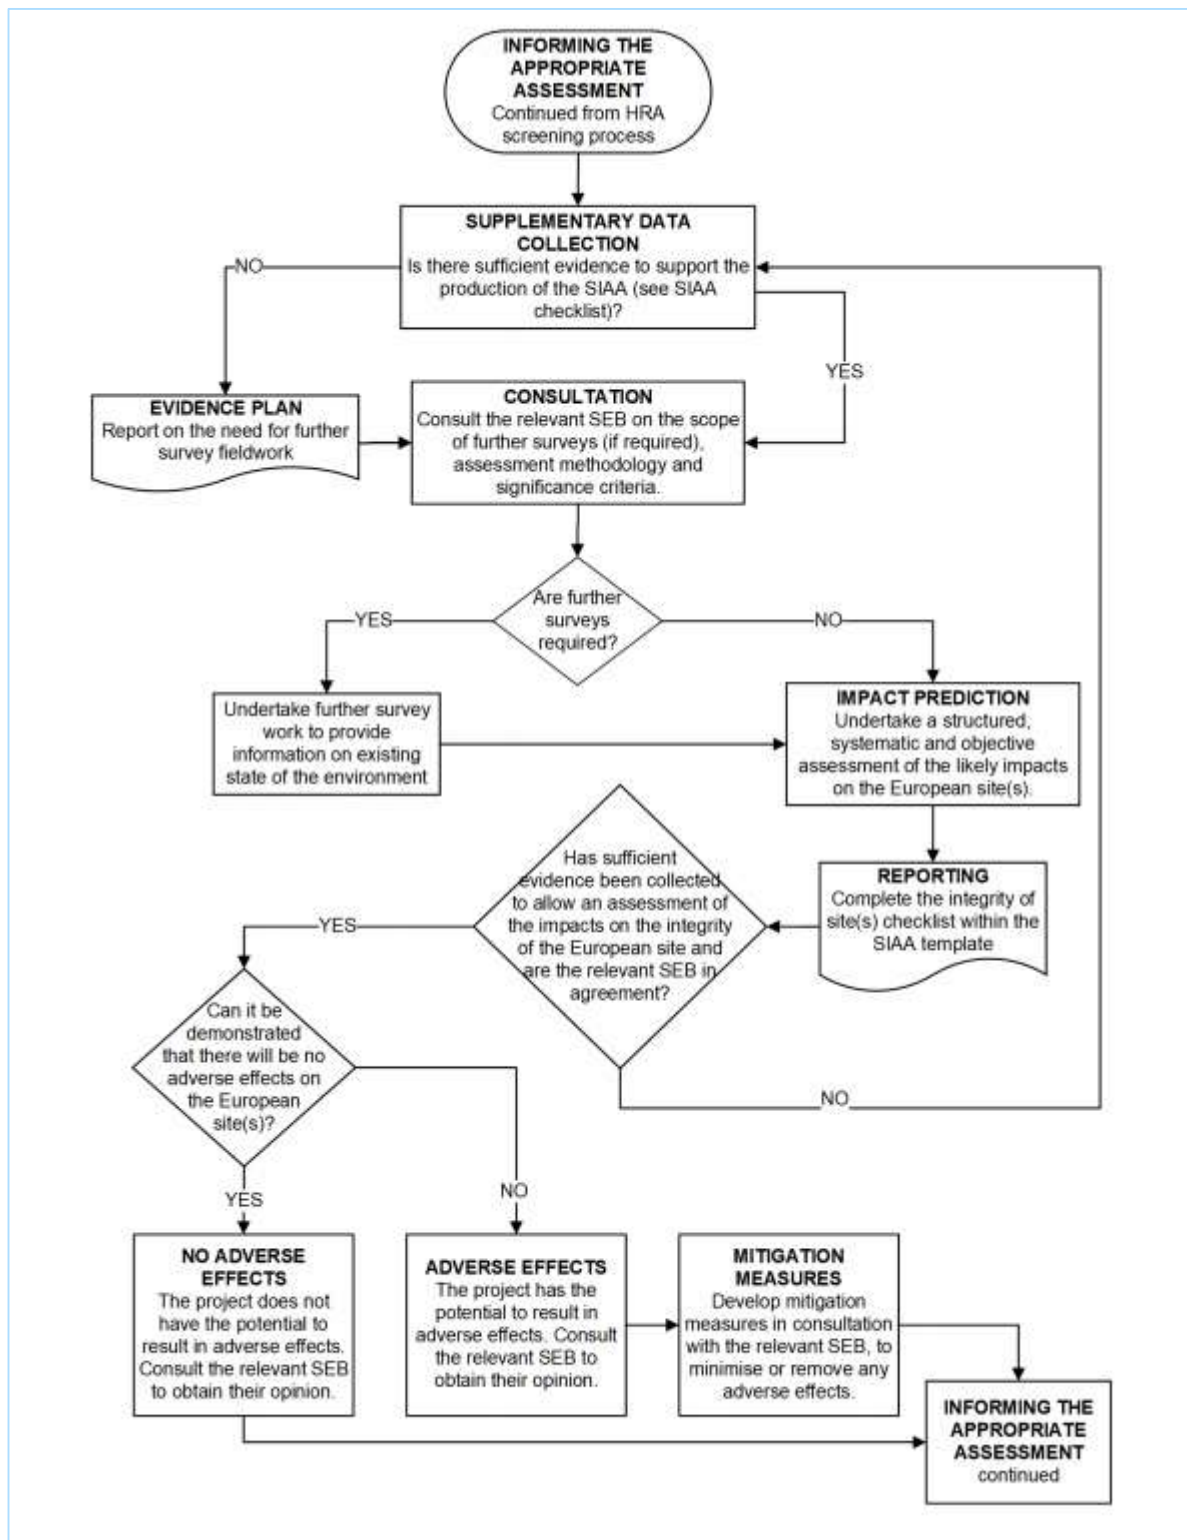 INFORMING THE
APPROPRIATE
ASSESSMENT
Continued from HRA
screening process
SUPPLEMENTARY DATA
COLLECTION
Is there sufficient evidence to support the
production of the SIAA (see SIAA
checklist)?
NO
YES
EVIDENCE PLAN
Report on the need for further
survey fieldwork
CONSULTATION
Consult the relevant SEB on the scope
of further surveys (if required),
assessment methodology and
significance criteria.
Are further
surveys
required?
YES
NO
Undertake further survey
work to provide
information on existing
state of the environment
IMPACT PREDICTION
Undertake a structured,
systematic and objective
assessment of the likely impacts
on the European site(s).
REPORTING
Complete the integrity of
site(s) checklist within the
SIAA template
Has sufficient
evidence been collected
to allow an assessment of
the impacts on the integrity
of the European site and
are the relevant SEB in
agreement?
YES
NO
Can it be
demonstrated
that there will be no
adverse effects on
the European
site(s)?
YES
NO
NO ADVERSE
EFFECTS
The project does not
have the potential to
result in adverse effects.
Consult the relevant SEB
to obtain their opinion.
ADVERSE EFFECTS
The project has the
potential to result in
adverse effects. Consult
the relevant SEB to
obtain their opinion.
MITIGATION
MEASURES
Develop mitigation
measures in consultation
with the relevant SEB, to
minimise or remove any
adverse effects.
INFORMING THE
APPROPRIATE
ASSESSMENT
continued